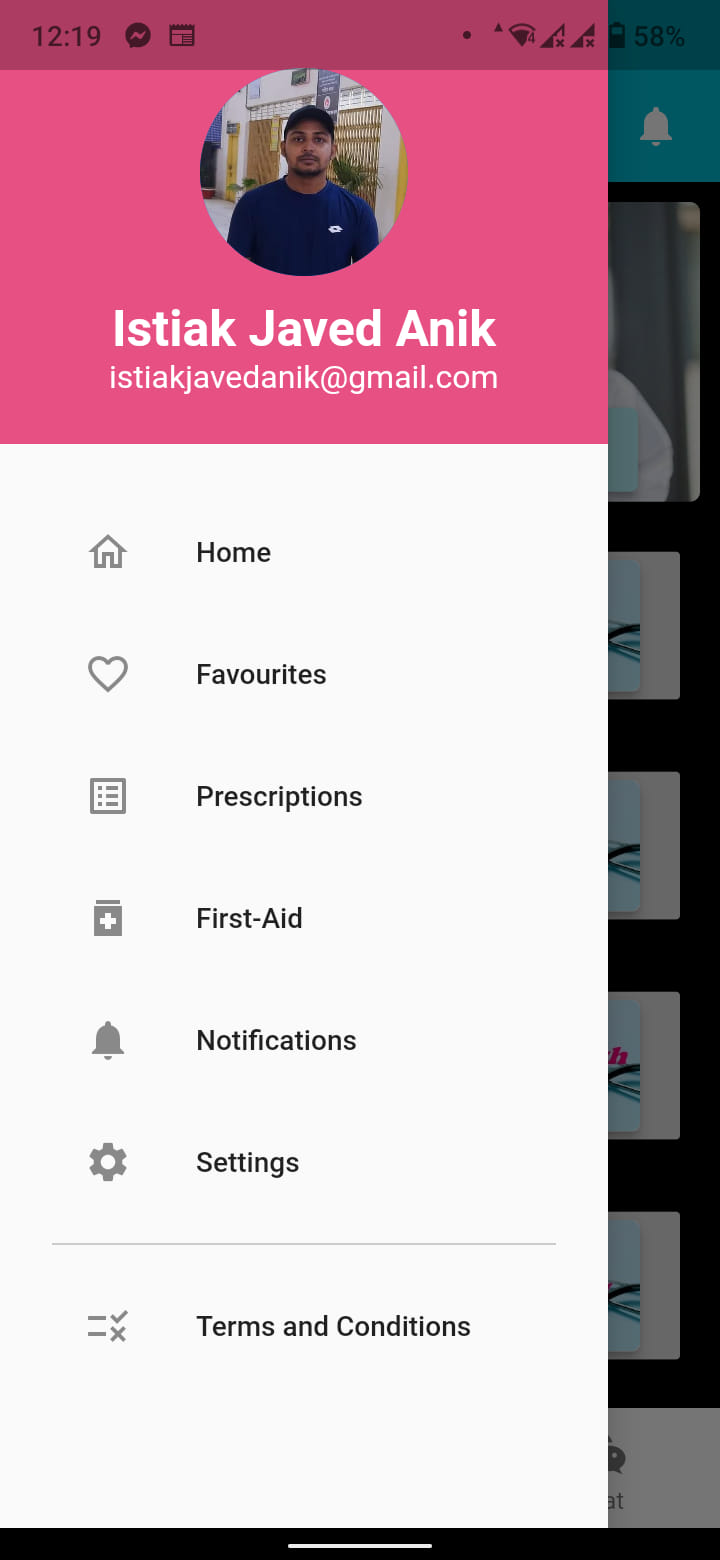 12:19
58%
Istiak Javed Anik
istiakjavedanik@gmail.com
Home
Favourites
Prescriptions
First-Aid
Notifications
Settings
Terms and Conditions